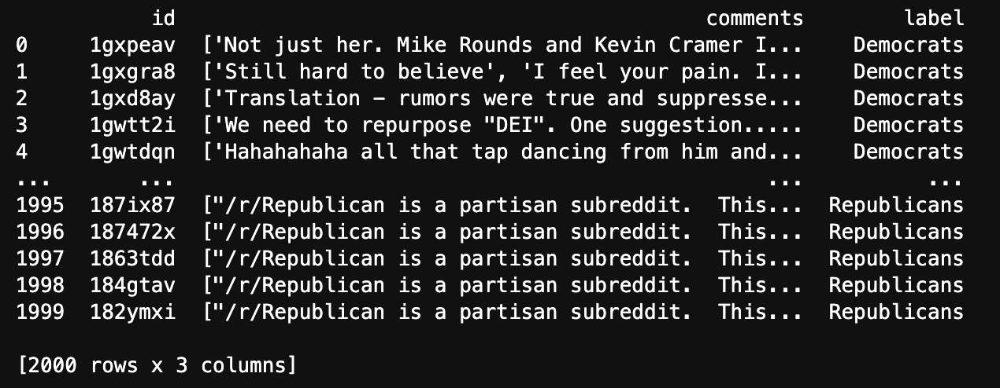 id comments label
0 1gxpeav ['Not just her. Mike Rounds and Kevin Cramer I... Democrats
1 1gxgra8 ['Still hard to believe', 'I feel your pain. I... Democrats
2 1gxd8ay ['Translation – rumors were true and suppresse... Democrats
3 1gwtt2i ['We need to repurpose "DEI". One suggestion..... Democrats
4 1gwtdqn ['Hahahahaha all that tap dancing from him and... Democrats
... ... ... ...
1995 187ix87 ["/r/Republican is a partisan subreddit.  This... Republicans
1996 187472x ["/r/Republican is a partisan subreddit.  This... Republicans
1997 1863tdd ["/r/Republican is a partisan subreddit.  This... Republicans
1998 184gtav ["/r/Republican is a partisan subreddit.  This... Republicans
1999 182ymxi ["/r/Republican is a partisan subreddit.  This... Republicans
[2000 rows x 3 columns]